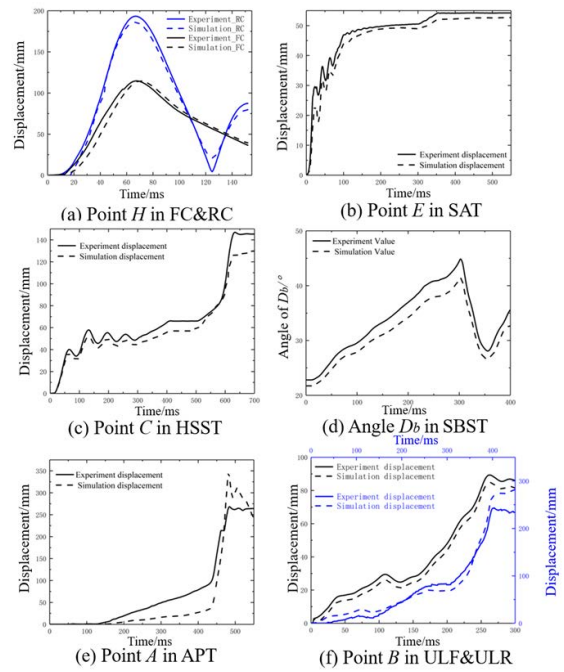 200
150
100
50
0
Displacement/mm
Experiment_RC
Simulation_RC
Experiment_FC
Simulation_FC
0 20 40 60 80 100 120 140
Time/ms
(a) Point H in FC&RC
50
40
30
20
10
0
Displacement/mm
Experiment displacement
Simulation displacement
0 100 200 300 400 500
Time/ms
(b) Point E in SAT
140
120
100
80
60
40
20
0
Displacement/mm
Experiment displacement
Simulation displacement
0 100 200 300 400 500 600 700
Time/ms
(c) Point C in HSST
40
30
20
Angle of Db/°
Experiment Value
Simulation Value
0 100 200 300 400
Time/ms
(d) Angle Db in SBST
350
300
250
200
150
100
50
0
Displacement/mm
Experiment displacement
Simulation displacement
0 100 200 300 400 500
Time/ms
(e) Point A in APT
Time/ms
0 100 200 300 400
100
80
60
40
20
0
Displacement/mm
Experiment displacement
Simulation displacement
Experiment displacement
Simulation displacement
300
200
100
0
Displacement/mm
0 50 100 150 200 250 300
Time/ms
(f) Point B in ULF&ULR